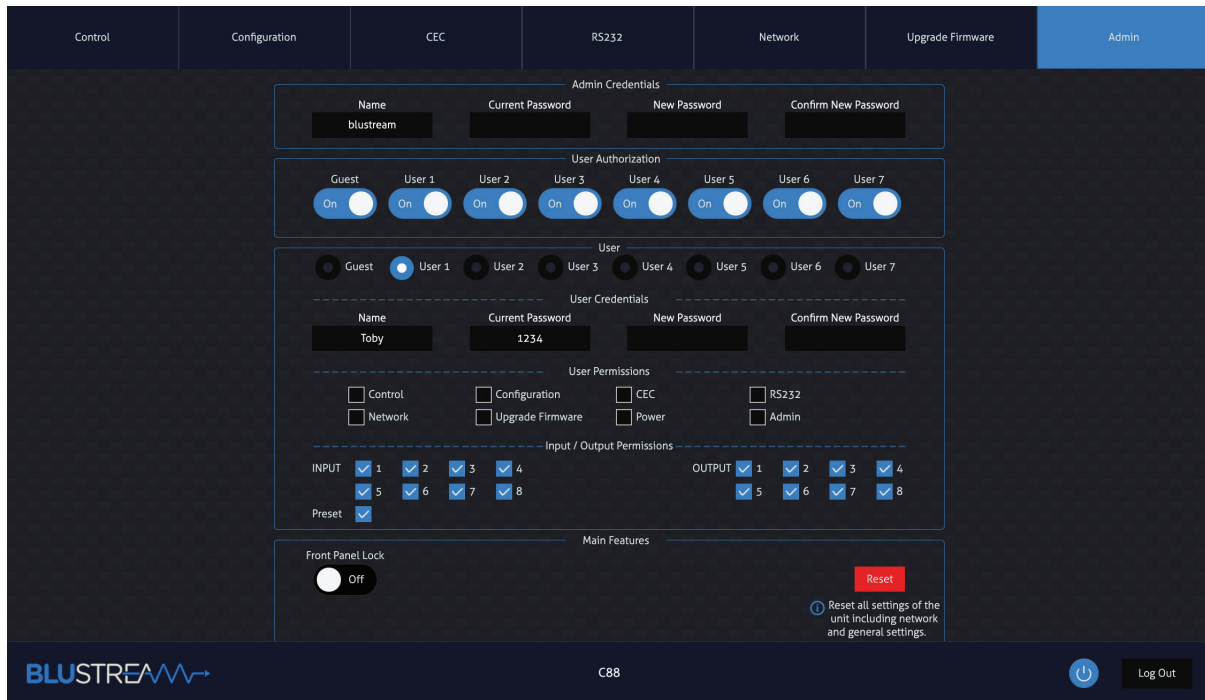 Control Configuration CEC RS232 Network Upgrade Firmware Admin
Admin Credentials
Name Current Password New Password Confirm New Password
blustream
User Authorization
Guest User 1 User 2 User 3 User 4 User 5 User 6 User 7
On On On On On On On On
User
Guest User 1 User 2 User 3 User 4 User 5 User 6 User 7
User Credentials
Name Current Password New Password Confirm New Password
Toby 1234
User Permissions
Control Configuration CEC RS232
Network Upgrade Firmware Power Admin
Input / Output Permissions
INPUT 1 2 3 4 OUTPUT 1 2 3 4
5 6 7 8 5 6 7 8
Preset
Main Features
Front Panel Lock
Off Reset
Reset all settings of the
unit including network
and general settings.
BLUSTREAM C88 Log Out